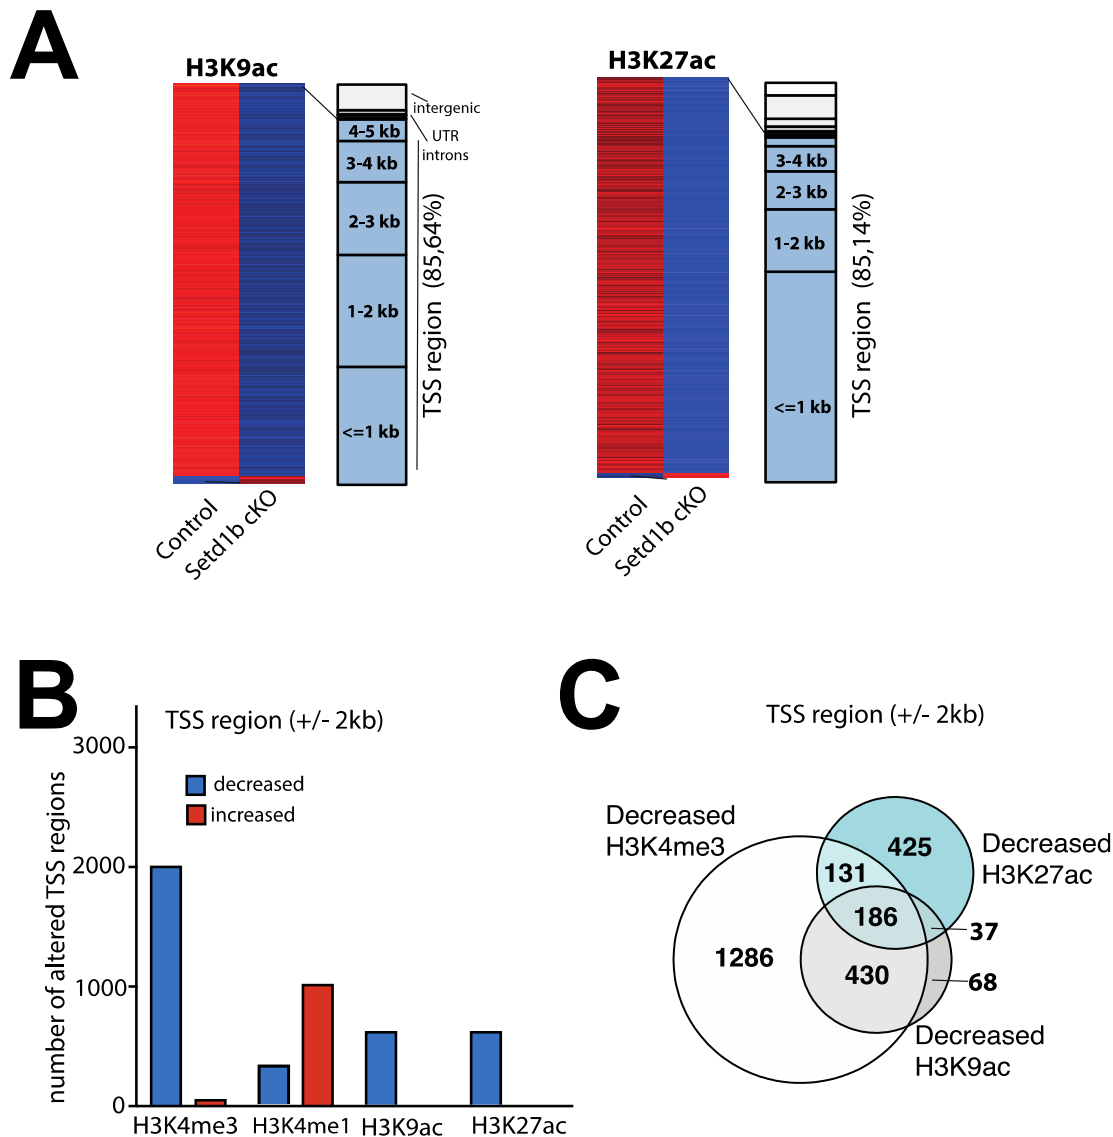 A
H3K9ac
intergenic
UTR
introns
4-5 kb
3-4 kb
2-3 kb
1-2 kb
<=1 kb
TSS region (85,64%)
Control
Setd1b cKO
H3K27ac
3-4 kb
2-3 kb
1-2 kb
<=1 kb
TSS region (85,14%)
Control
Setd1b cKO
B
TSS region (+/- 2kb)
decreased
increased
number of altered TSS regions
3000
2000
1000
0
H3K4me3
H3K4me1
H3K9ac
H3K27ac
C
TSS region (+/- 2kb)
Decreased
H3K4me3
Decreased
H3K27ac
425
131
186
37
1286
430
68
Decreased
H3K9ac